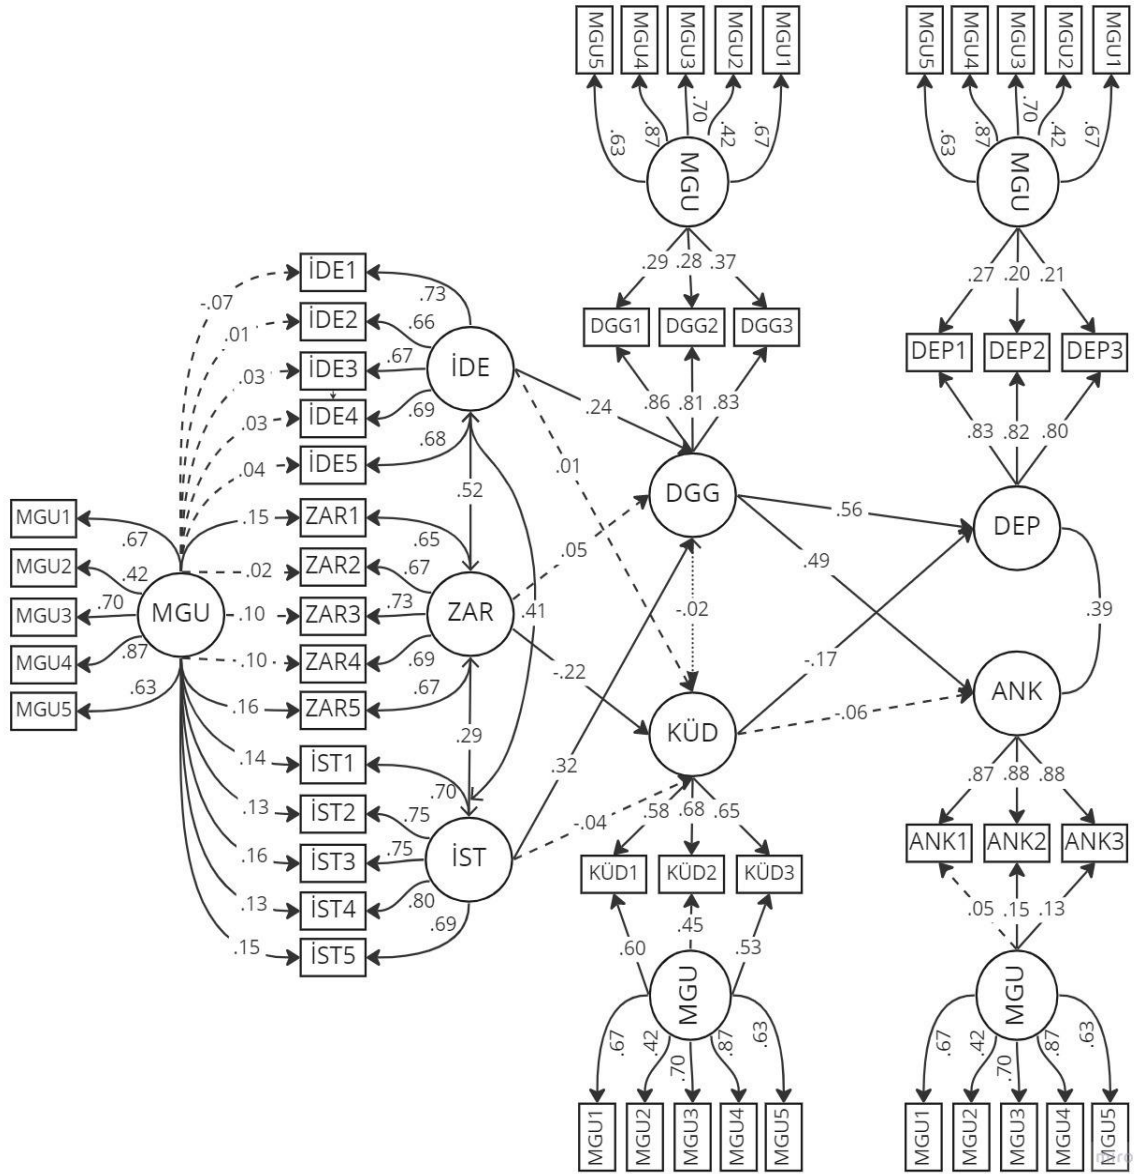 MGU5 MGU4 MGU3 MGU2 MGU1
MGU5 MGU4 MGU3 MGU2 MGU1
.63 .87 .70 .42 .67
.63 .87 .70 .42 .67
MGU
MGU
.29 .28 .37
.27 .20 .21
DGG1 DGG2 DGG3
DEP1 DEP2 DEP3
.86 .81 .83
.83 .82 .80
İDE1
İDE2
İDE3
İDE4
İDE5
-.07
.01
.03
.03
.04
.73
.66
.67
.69
.68
İDE
MGU1
MGU2
MGU3
MGU4
MGU5
.67
.42
.70
.87
.63
MGU
.15
.02
.10
.10
.16
ZAR1
ZAR2
ZAR3
ZAR4
ZAR5
.65
.67
.73
.69
.67
ZAR
.14
.13
.16
.13
.15
İST1
İST2
İST3
İST4
İST5
.70
.75
.75
.80
.69
İST
.52
.41
.29
.24
.01
.05
-.22
.32
-.04
DGG
-.02
KÜD
.56
.49
-.17
-.06
DEP
.39
ANK
.58 .68 .65
KÜD1 KÜD2 KÜD3
.60 .45 .53
MGU
.67 .42 .70 .87 .63
MGU1 MGU2 MGU3 MGU4 MGU5
.87 .88 .88
ANK1 ANK2 ANK3
.05 .15 .13
MGU
.67 .42 .70 .87 .63
MGU1 MGU2 MGU3 MGU4 MGU5
miro